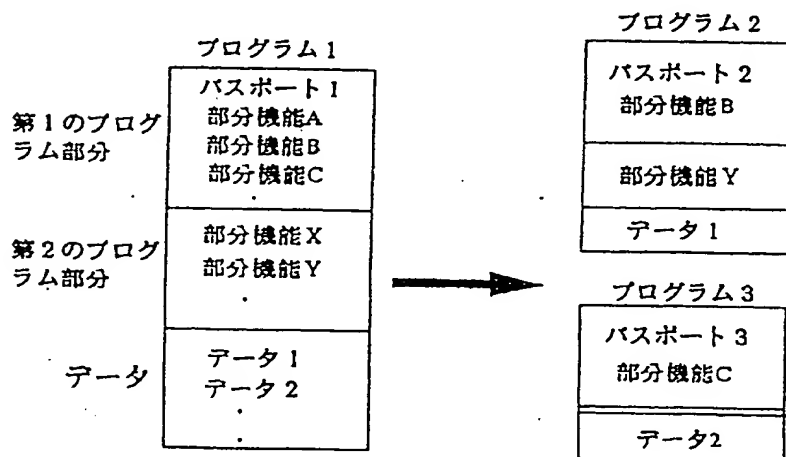 プログラム1
第1のプログ
ラム部分
パスポート1
部分機能A
部分機能B
部分機能C
第2のプログ
ラム部分
部分機能X
部分機能Y
データ
データ1
データ2
プログラム2
パスポート2
部分機能B
部分機能Y
データ1
プログラム3
パスポート3
部分機能C
データ2